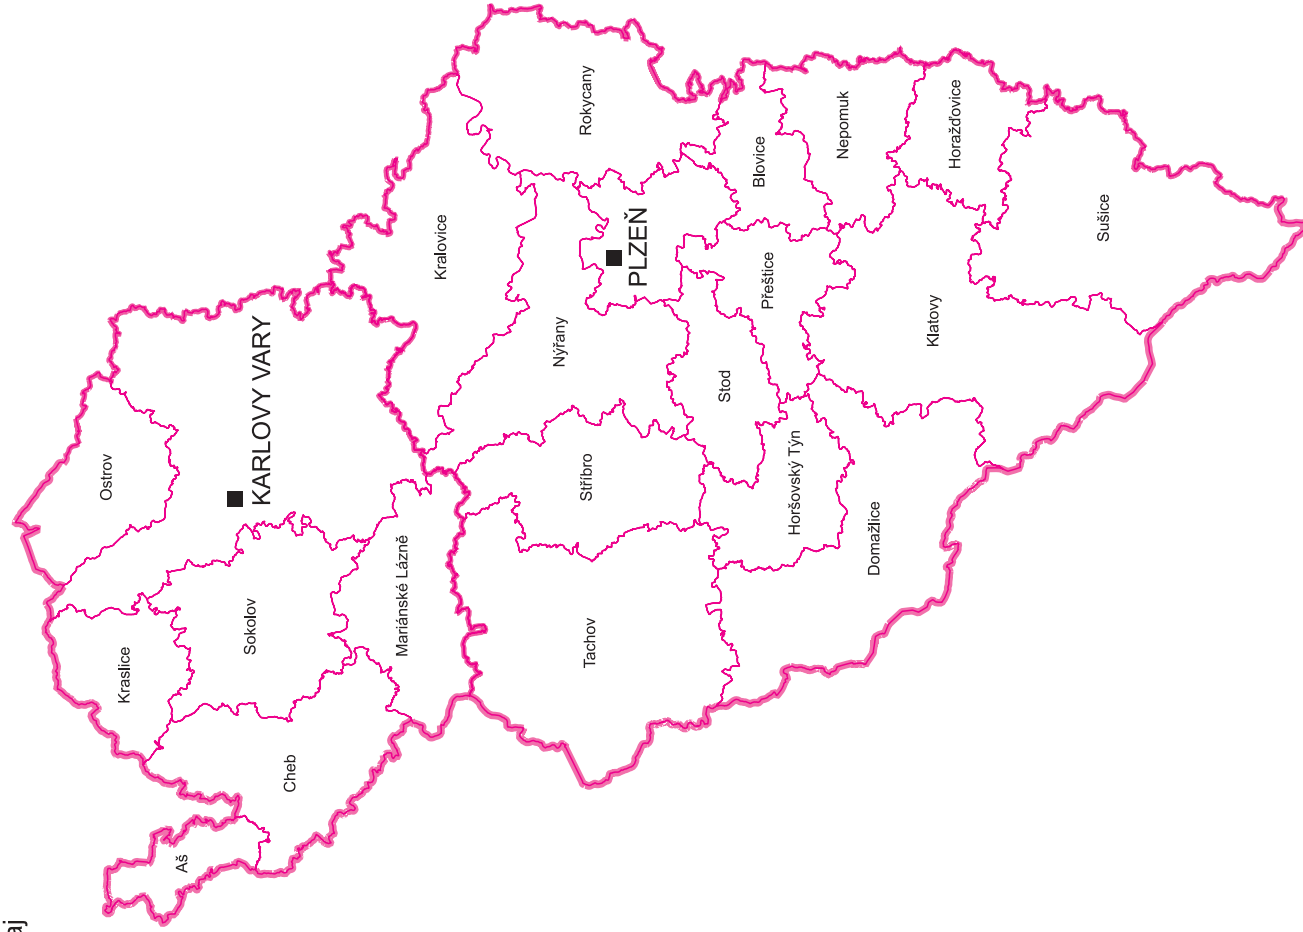 aj
Aš
Cheb
Kraslice
Sokolov
Mariánské Lázně
Ostrov
KARLOVY VARY
Tachov
Stříbro
Domažlice
Horšovský Týn
Stod
Nýřany
Kralovice
PLZEŇ
Přeštice
Klatovy
Rokycany
Blovice
Nepomuk
Horažďovice
Sušice